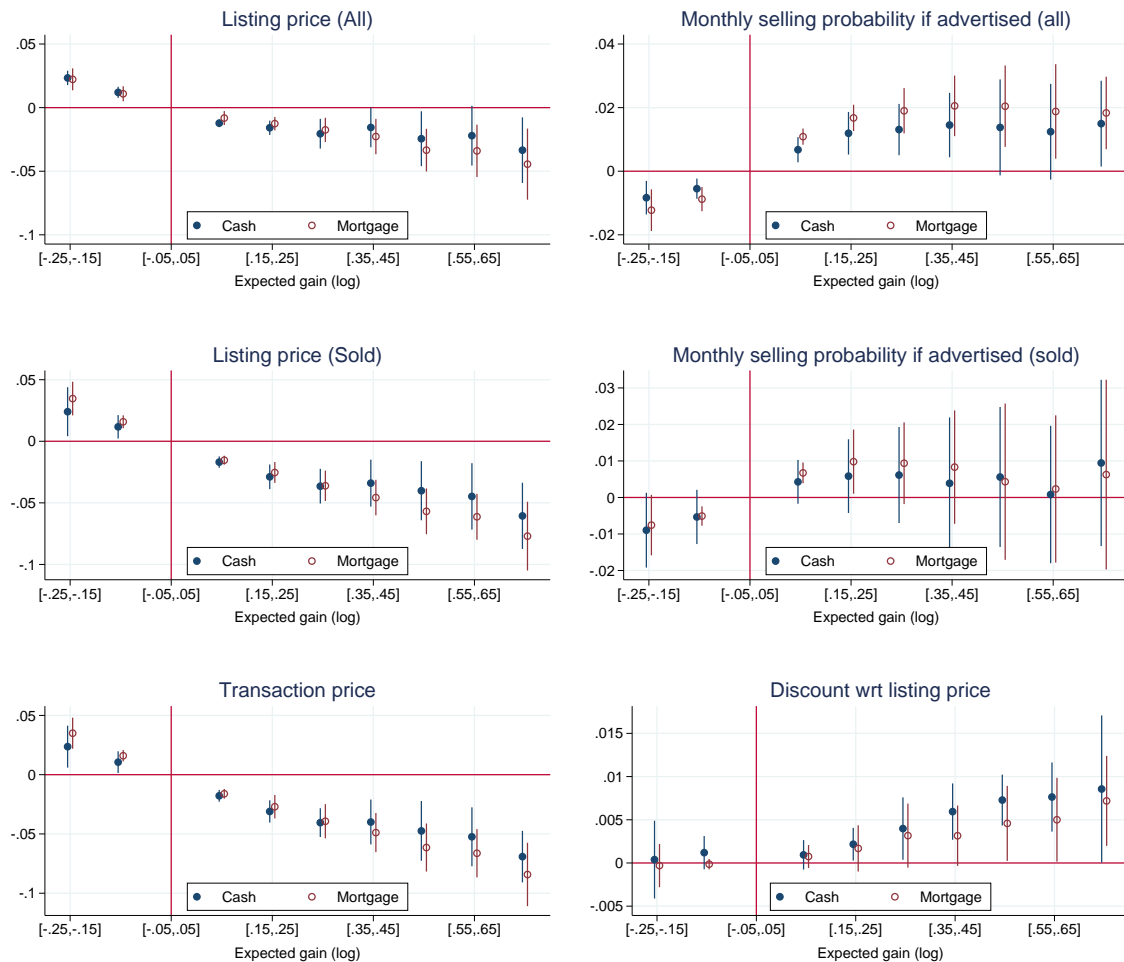 Listing price (All)
.05
0
-.05
-.1
Cash
Mortgage
[-.25,-.15]
[-.05,.05]
[.15,.25]
[.35,.45]
[.55,.65]
Expected gain (log)
Monthly selling probability if advertised (all)
.04
.02
0
-.02
Cash
Mortgage
[-.25,-.15]
[-.05,.05]
[.15,.25]
[.35,.45]
[.55,.65]
Expected gain (log)
Listing price (Sold)
.05
0
-.05
-.1
Cash
Mortgage
[-.25,-.15]
[-.05,.05]
[.15,.25]
[.35,.45]
[.55,.65]
Expected gain (log)
Monthly selling probability if advertised (sold)
.03
.02
.01
0
-.01
-.02
Cash
Mortgage
[-.25,-.15]
[-.05,.05]
[.15,.25]
[.35,.45]
[.55,.65]
Expected gain (log)
Transaction price
.05
0
-.05
-.1
Cash
Mortgage
[-.25,-.15]
[-.05,.05]
[.15,.25]
[.35,.45]
[.55,.65]
Expected gain (log)
Discount wrt listing price
.015
.01
.005
0
-.005
Cash
Mortgage
[-.25,-.15]
[-.05,.05]
[.15,.25]
[.35,.45]
[.55,.65]
Expected gain (log)